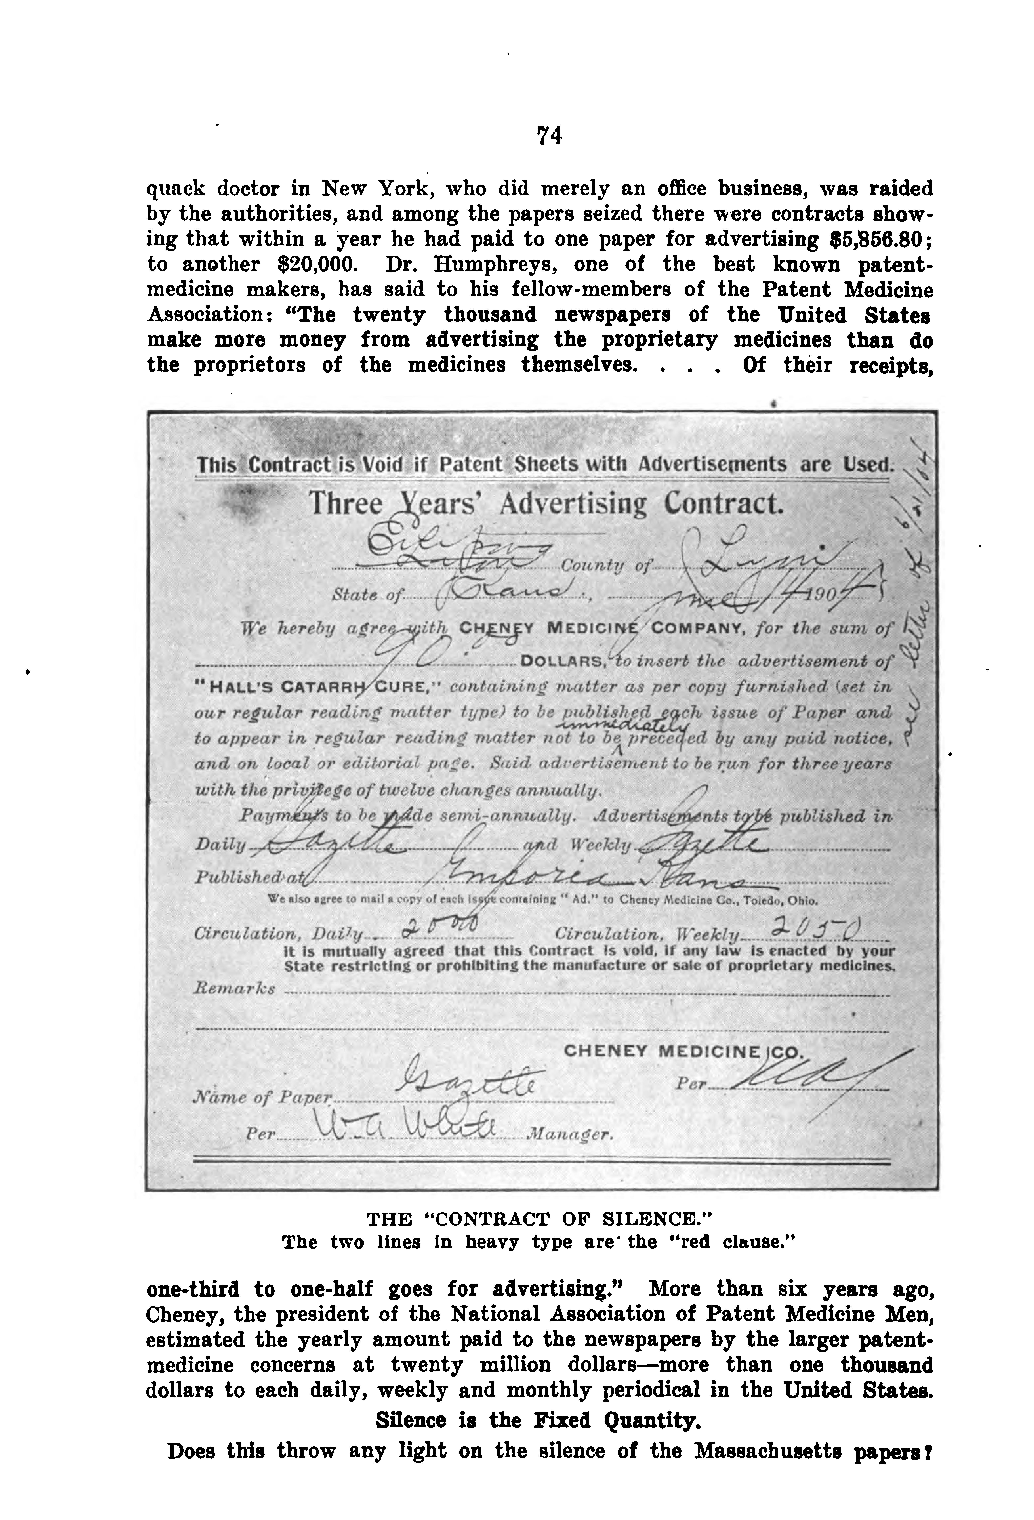 74
quack doctor in New York, who did merely an office business, was raided
by the authorities, and among the papers seized there were contracts show-
ing that within a year he had paid to one paper for advertising $5,856.80;
to another $20,000. Dr. Humphreys, one of the best known patent-
medicine makers, has said to his fellow-members of the Patent Medicine
Association: "The twenty thousand newspapers of the United States
make more money from advertising the proprietary medicines than do
the proprietors of the medicines themselves. . . . Of their receipts,
This Contract is Void if Patent Sheets with Advertisements are Used.
Three Years' Advertising Contract.
County of Lyon
State of Kans, June 14 1904
We hereby agree with CHENEY MEDICINE COMPANY, for the sum of
90 DOLLARS, to insert the advertisement of
"HALL'S CATARRH CURE," containing matter as per copy furnished (set in
our regular reading matter type) to be published each issue of Paper and
immediately
to appear in regular reading matter not to be preceded by any paid notice,
and on local or editorial page. Said advertisement to be run for three years
with the privilege of twelve changes annually.
Payments to be made semi-annually. Advertisements to be published in
Daily Gazette and Weekly Gazette
Published at Emporia Kans
We also agree to mail a copy of each issue containing "Ad." to Cheney Medicine Co., Toledo, Ohio.
Circulation, Daily 2000 Circulation, Weekly 2050
It is mutually agreed that this Contract is void, if any law is enacted by your
State restricting or prohibiting the manufacture or sale of proprietary medicines.
Remarks
CHENEY MEDICINE CO.
Per
Name of Paper Gazette
Per W A White Manager.
See letter of 6/21/04
THE "CONTRACT OF SILENCE."
The two lines in heavy type are the "red clause."
one-third to one-half goes for advertising." More than six years ago,
Cheney, the president of the National Association of Patent Medicine Men,
estimated the yearly amount paid to the newspapers by the larger patent-
medicine concerns at twenty million dollars—more than one thousand
dollars to each daily, weekly and monthly periodical in the United States.
Silence is the Fixed Quantity.
Does this throw any light on the silence of the Massachusetts papers?